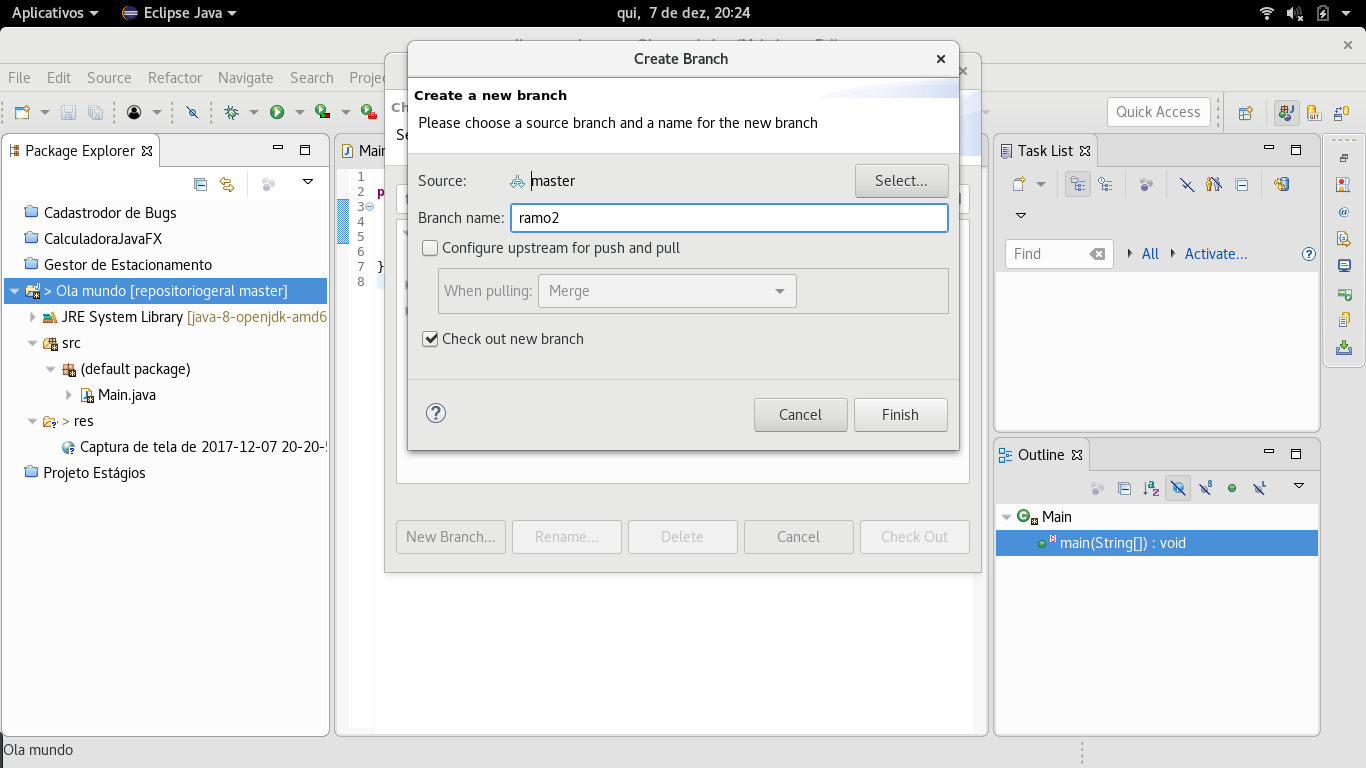 Aplicativos
Eclipse Java
qui, 7 de dez, 20:24
File Edit Source Refactor Navigate Search
Quick Access
Create Branch
Create a new branch
Please choose a source branch and a name for the new branch
Source: master Select...
Branch name: ramo2
Configure upstream for push and pull
When pulling: Merge
Check out new branch
Cancel Finish
New Branch... Rename... Delete Cancel Check Out
Package Explorer
Cadastrodor de Bugs
CalculadoraJavaFX
Gestor de Estacionamento
> Ola mundo [repositoriogeral master]
JRE System Library [java-8-openjdk-amd6
src
(default package)
Main.java
> res
Captura de tela de 2017-12-07 20-20-
Projeto Estágios
Main
1
2
3
4
5
6
7 }
8
Task List
Find All Activate...
Outline
Main
main(String[]) : void
Ola mundo